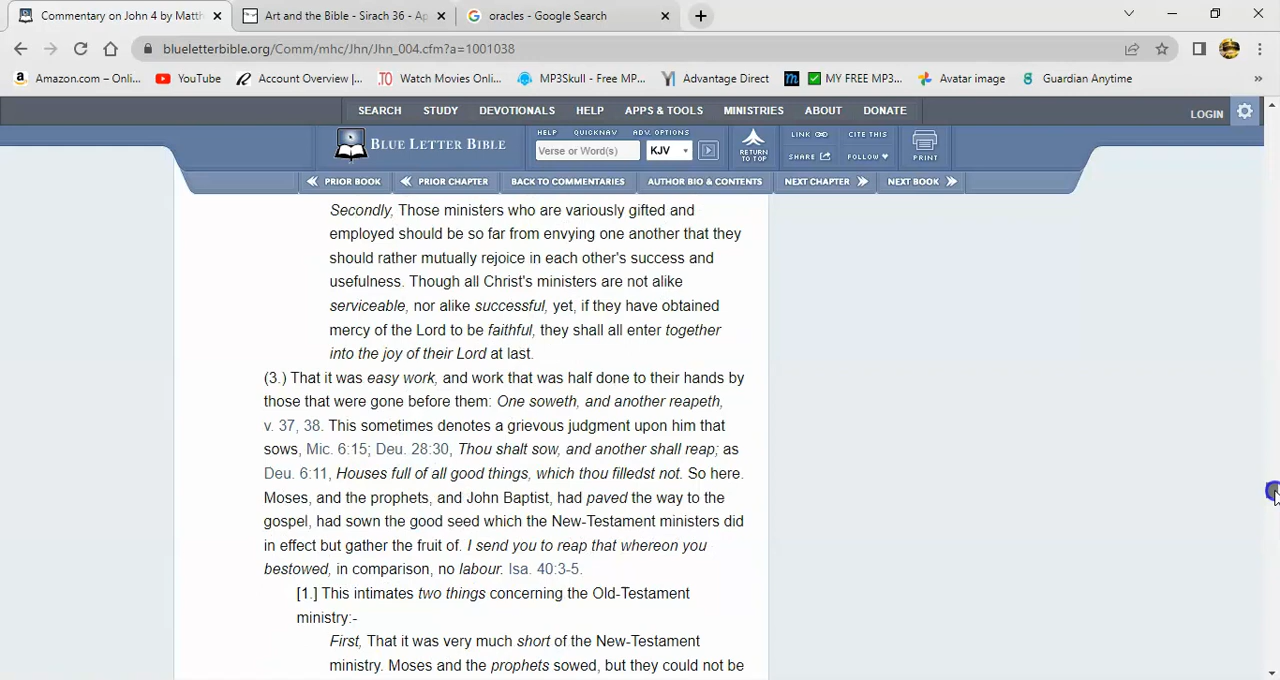 Commentary on John 4 by Matth
Art and the Bible - Sirach 36 - Ap
oracles - Google Search
blueletterbible.org/Comm/mhc/Jhn/Jhn_004.cfm?a=1001038
Amazon.com – Onli... YouTube Account Overview |... Watch Movies Onlin... MP3Skull - Free MP... Advantage Direct MY FREE MP3... Avatar image Guardian Anytime »
SEARCH STUDY DEVOTIONALS HELP APPS & TOOLS MINISTRIES ABOUT DONATE
LOGIN
BLUE LETTER BIBLE
HELP QUICKNAV ADV. OPTIONS
Verse or Word(s) KJV
RETURN TO TOP
LINK CITE THIS
SHARE FOLLOW
PRINT
PRIOR BOOK PRIOR CHAPTER BACK TO COMMENTARIES AUTHOR BIO & CONTENTS NEXT CHAPTER NEXT BOOK
Secondly, Those ministers who are variously gifted and
employed should be so far from envying one another that they
should rather mutually rejoice in each other's success and
usefulness. Though all Christ's ministers are not alike
serviceable, nor alike successful, yet, if they have obtained
mercy of the Lord to be faithful, they shall all enter together
into the joy of their Lord at last.
(3.) That it was easy work, and work that was half done to their hands by
those that were gone before them: One soweth, and another reapeth,
v. 37, 38. This sometimes denotes a grievous judgment upon him that
sows, Mic. 6:15; Deu. 28:30, Thou shalt sow, and another shall reap; as
Deu. 6:11, Houses full of all good things, which thou filledst not. So here.
Moses, and the prophets, and John Baptist, had paved the way to the
gospel, had sown the good seed which the New-Testament ministers did
in effect but gather the fruit of. I send you to reap that whereon you
bestowed, in comparison, no labour. Isa. 40:3-5.
[1.] This intimates two things concerning the Old-Testament
ministry:-
First, That it was very much short of the New-Testament
ministry. Moses and the prophets sowed, but they could not be